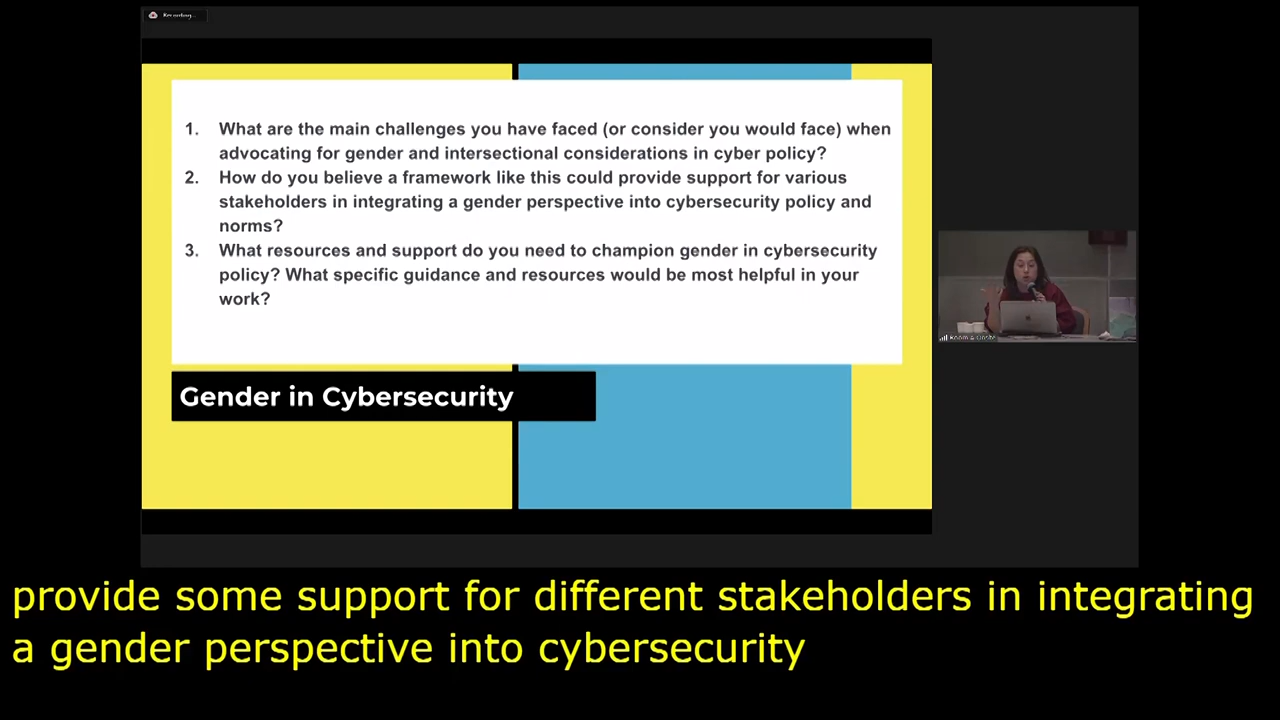 Recording...
1. What are the main challenges you have faced (or consider you would face) when
advocating for gender and intersectional considerations in cyber policy?
2. How do you believe a framework like this could provide support for various
stakeholders in integrating a gender perspective into cybersecurity policy and
norms?
3. What resources and support do you need to champion gender in cybersecurity
policy? What specific guidance and resources would be most helpful in your
work?
Gender in Cybersecurity
Room A Onsite
provide some support for different stakeholders in integrating
a gender perspective into cybersecurity